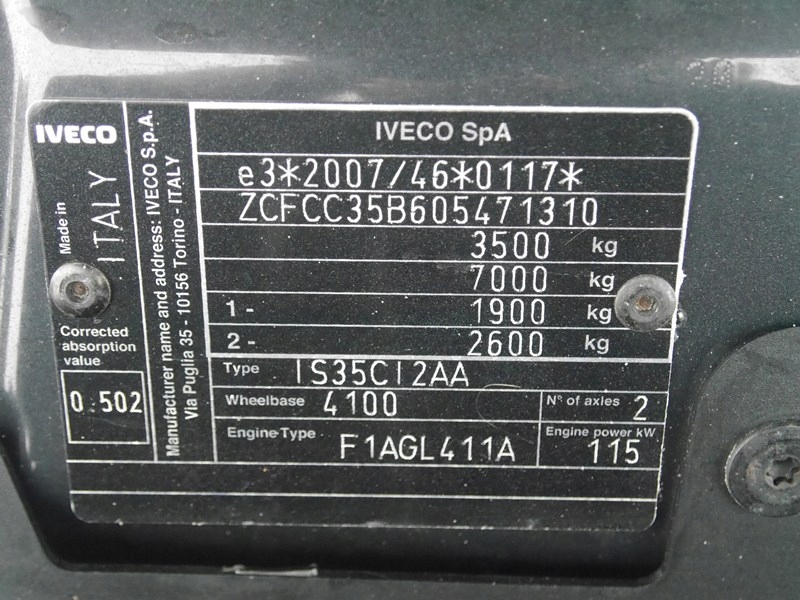 IVECO
Made in
ITALY
Corrected
absorption
value
0.502
Manufacturer name and address: IVECO S.p.A.
Via Puglia 35 - 10156 Torino - ITALY
IVECO SpA
e3*2007/46*0117*
ZCFCC35B605471310
3500 kg
7000 kg
1- 1900 kg
2- 2600 kg
Type IS35CI2AA
Wheelbase 4100 N° of axles 2
Engine-Type F1AGL411A Engine power kW 115